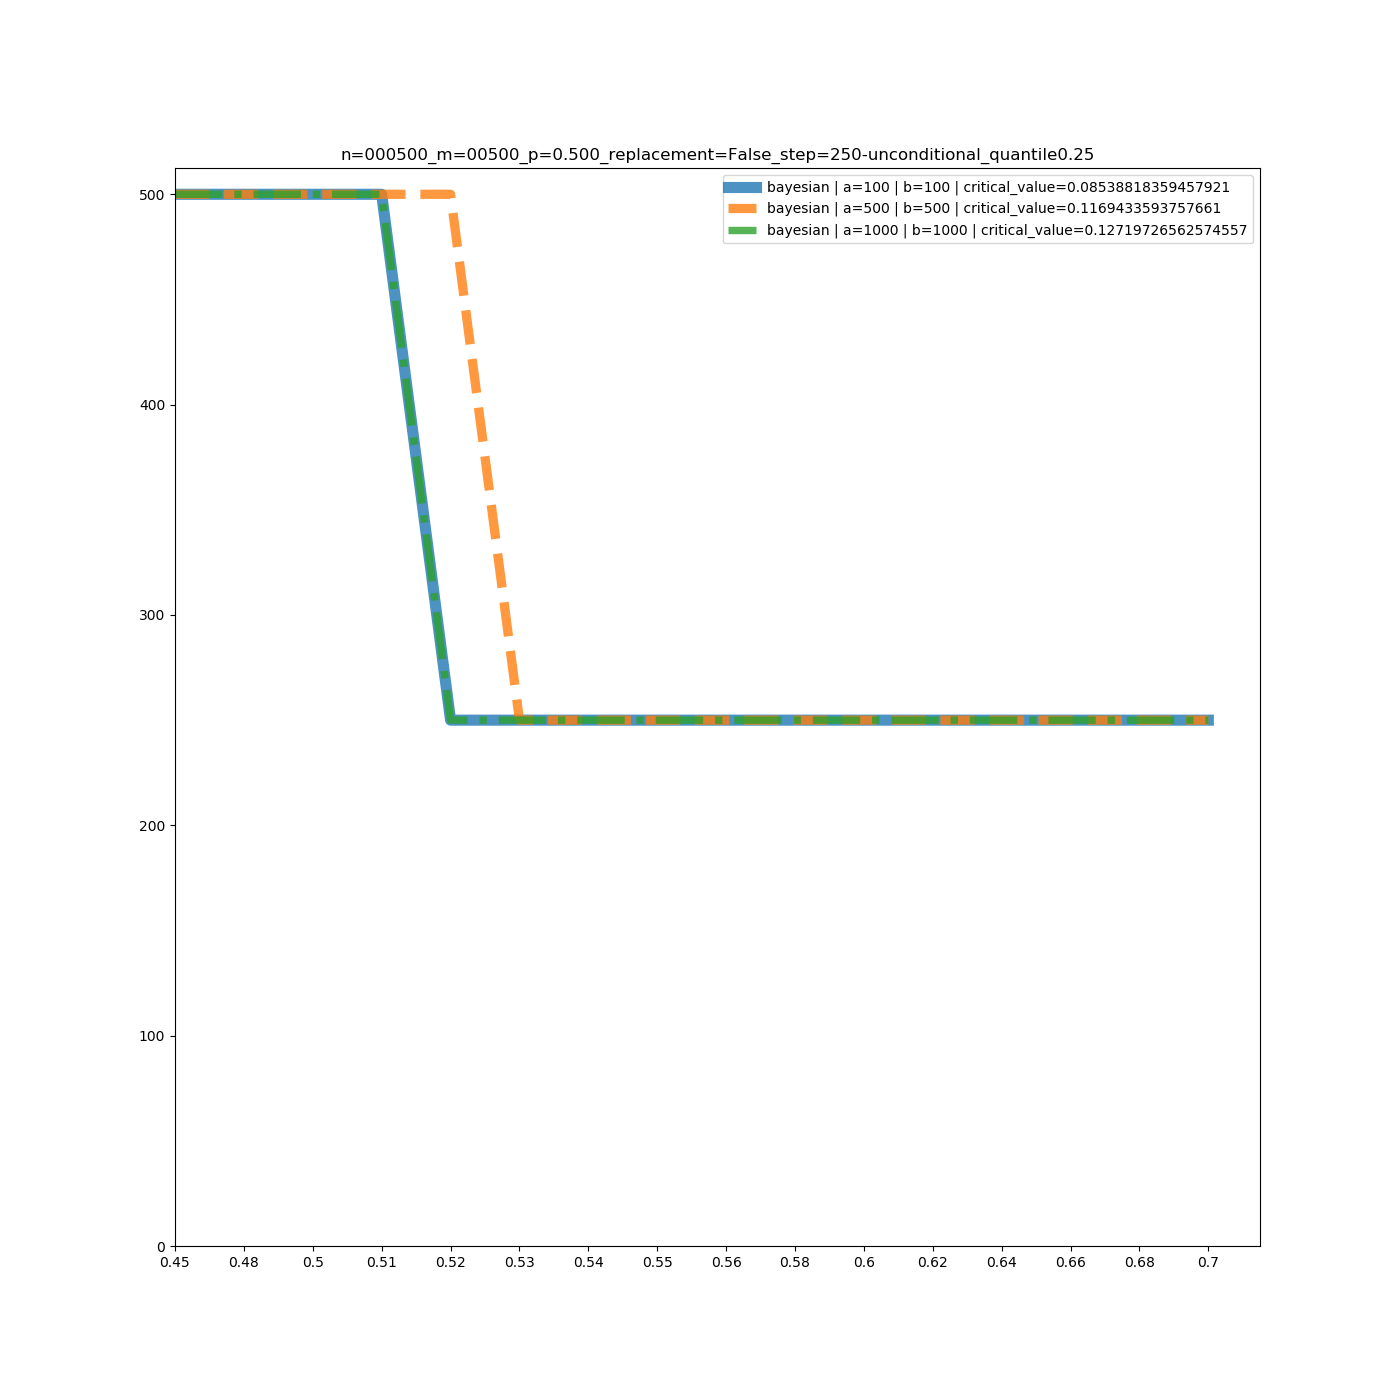 n=000500_m=00500_p=0.500_replacement=False_step=250-unconditional_quantile0.25
bayesian | a=100 | b=100 | critical_value=0.08538818359457921
bayesian | a=500 | b=500 | critical_value=0.1169433593757661
bayesian | a=1000 | b=1000 | critical_value=0.12719726562574557
500
400
300
200
100
0
0.45 0.48 0.5 0.51 0.52 0.53 0.54 0.55 0.56 0.58 0.6 0.62 0.64 0.66 0.68 0.7